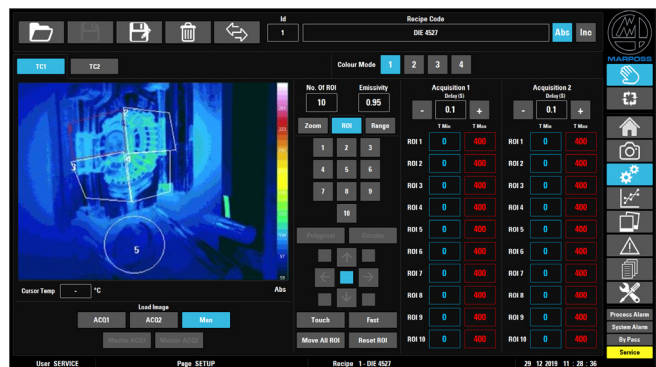 Id
Recipe Code
1
DIE 4527
Abs
Inc
MARPOSS
TC1
TC2
Colour Mode
1
2
3
4
No. Of ROI
Emissivity
10
0.95
Zoom
ROI
Range
1
2
3
4
5
6
7
8
9
10
Polygonal
Circular
Touch
Fast
Move All ROI
Reset ROI
Acquisition 1
Delay (S)
-
0.1
+
T Min
T Max
ROI 1
0
400
ROI 2
0
400
ROI 3
0
400
ROI 4
0
400
ROI 5
0
400
ROI 6
0
400
ROI 7
0
400
ROI 8
0
400
ROI 9
0
400
ROI 10
0
400
Acquisition 2
Delay (S)
-
0.1
+
T Min
T Max
ROI 1
0
400
ROI 2
0
400
ROI 3
0
400
ROI 4
0
400
ROI 5
0
400
ROI 6
0
400
ROI 7
0
400
ROI 8
0
400
ROI 9
0
400
ROI 10
0
400
5
Cursor Temp
-
°C
Abs
Load Image
ACQ1
ACQ2
Man
Master ACQ1
Master ACQ2
Process Alarm
System Alarm
By Pass
Service
User SERVICE
Page SETUP
Recipe 1 - DIE 4527
29 12 2019 11 : 28 : 36